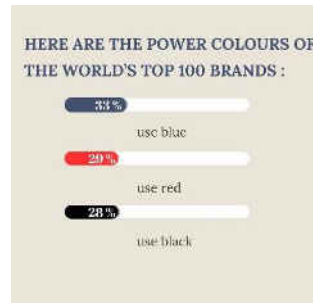 HERE ARE THE POWER COLOURS OF
THE WORLD'S TOP 100 BRANDS :
33 %
use blue
29 %
use red
28 %
use black